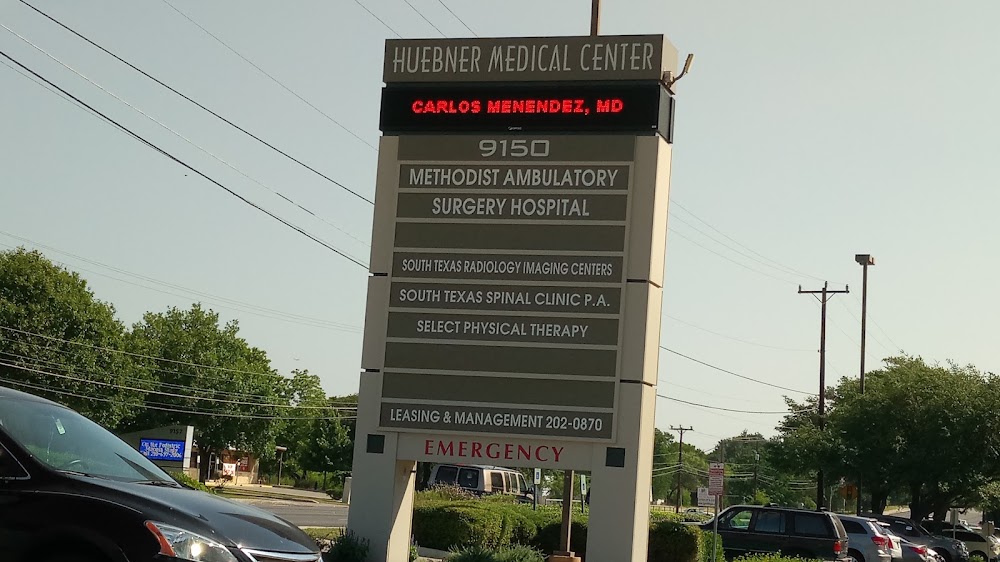 HUEBNER MEDICAL CENTER
CARLOS MENENDEZ, MD
9150
METHODIST AMBULATORY
SURGERY HOSPITAL
SOUTH TEXAS RADIOLOGY IMAGING CENTERS
SOUTH TEXAS SPINAL CLINIC P.A.
SELECT PHYSICAL THERAPY
LEASING & MANAGEMENT 202-0870
EMERGENCY